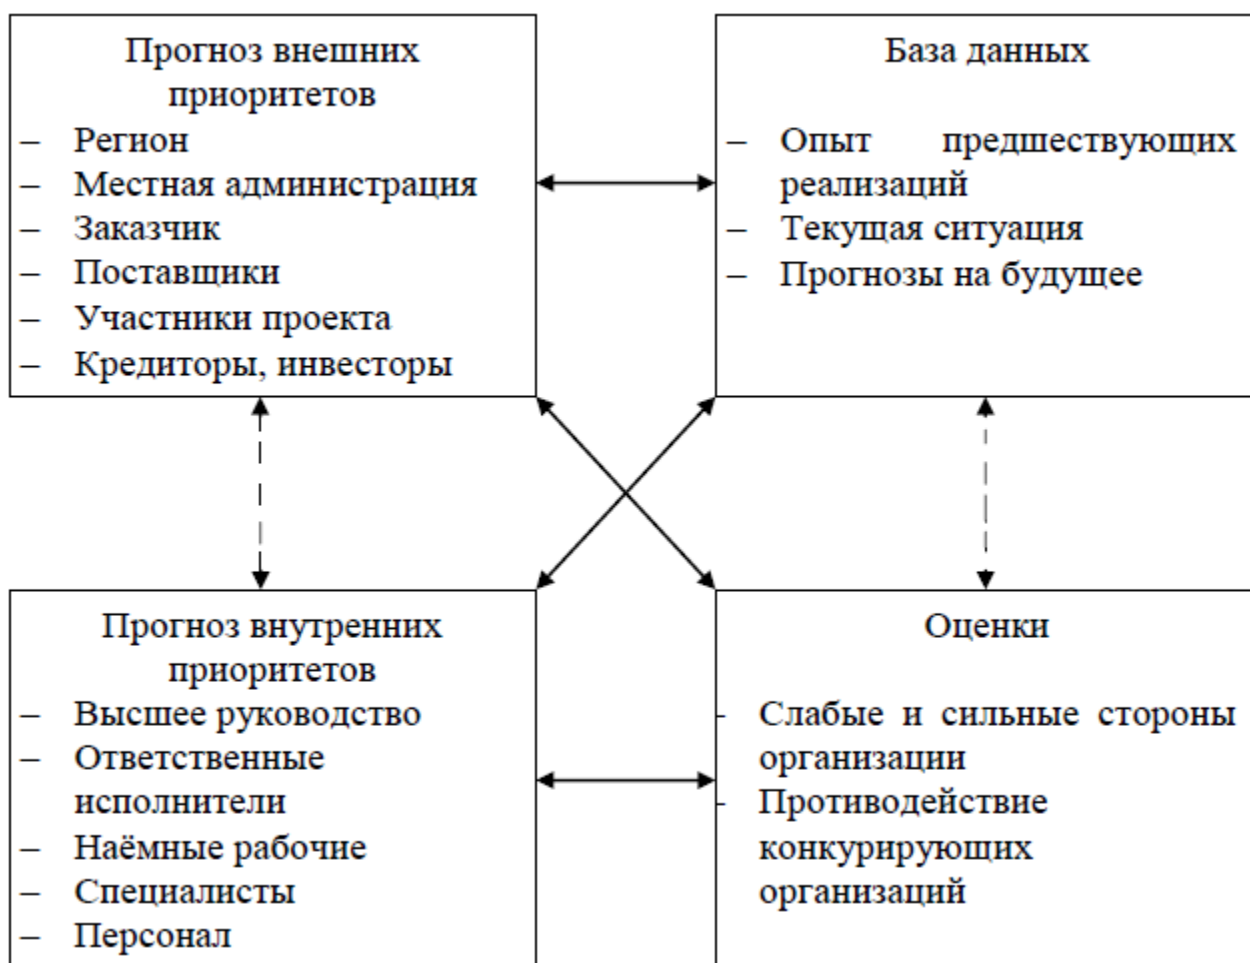 Прогноз внешних
приоритетов
– Регион
– Местная администрация
– Заказчик
– Поставщики
– Участники проекта
– Кредиторы, инвесторы
База данных
– Опыт предшествующих
реализаций
– Текущая ситуация
– Прогнозы на будущее
Прогноз внутренних
приоритетов
– Высшее руководство
– Ответственные
исполнители
– Наёмные рабочие
– Специалисты
– Персонал
Оценки
- Слабые и сильные стороны
организации
- Противодействие
конкурирующих
организаций